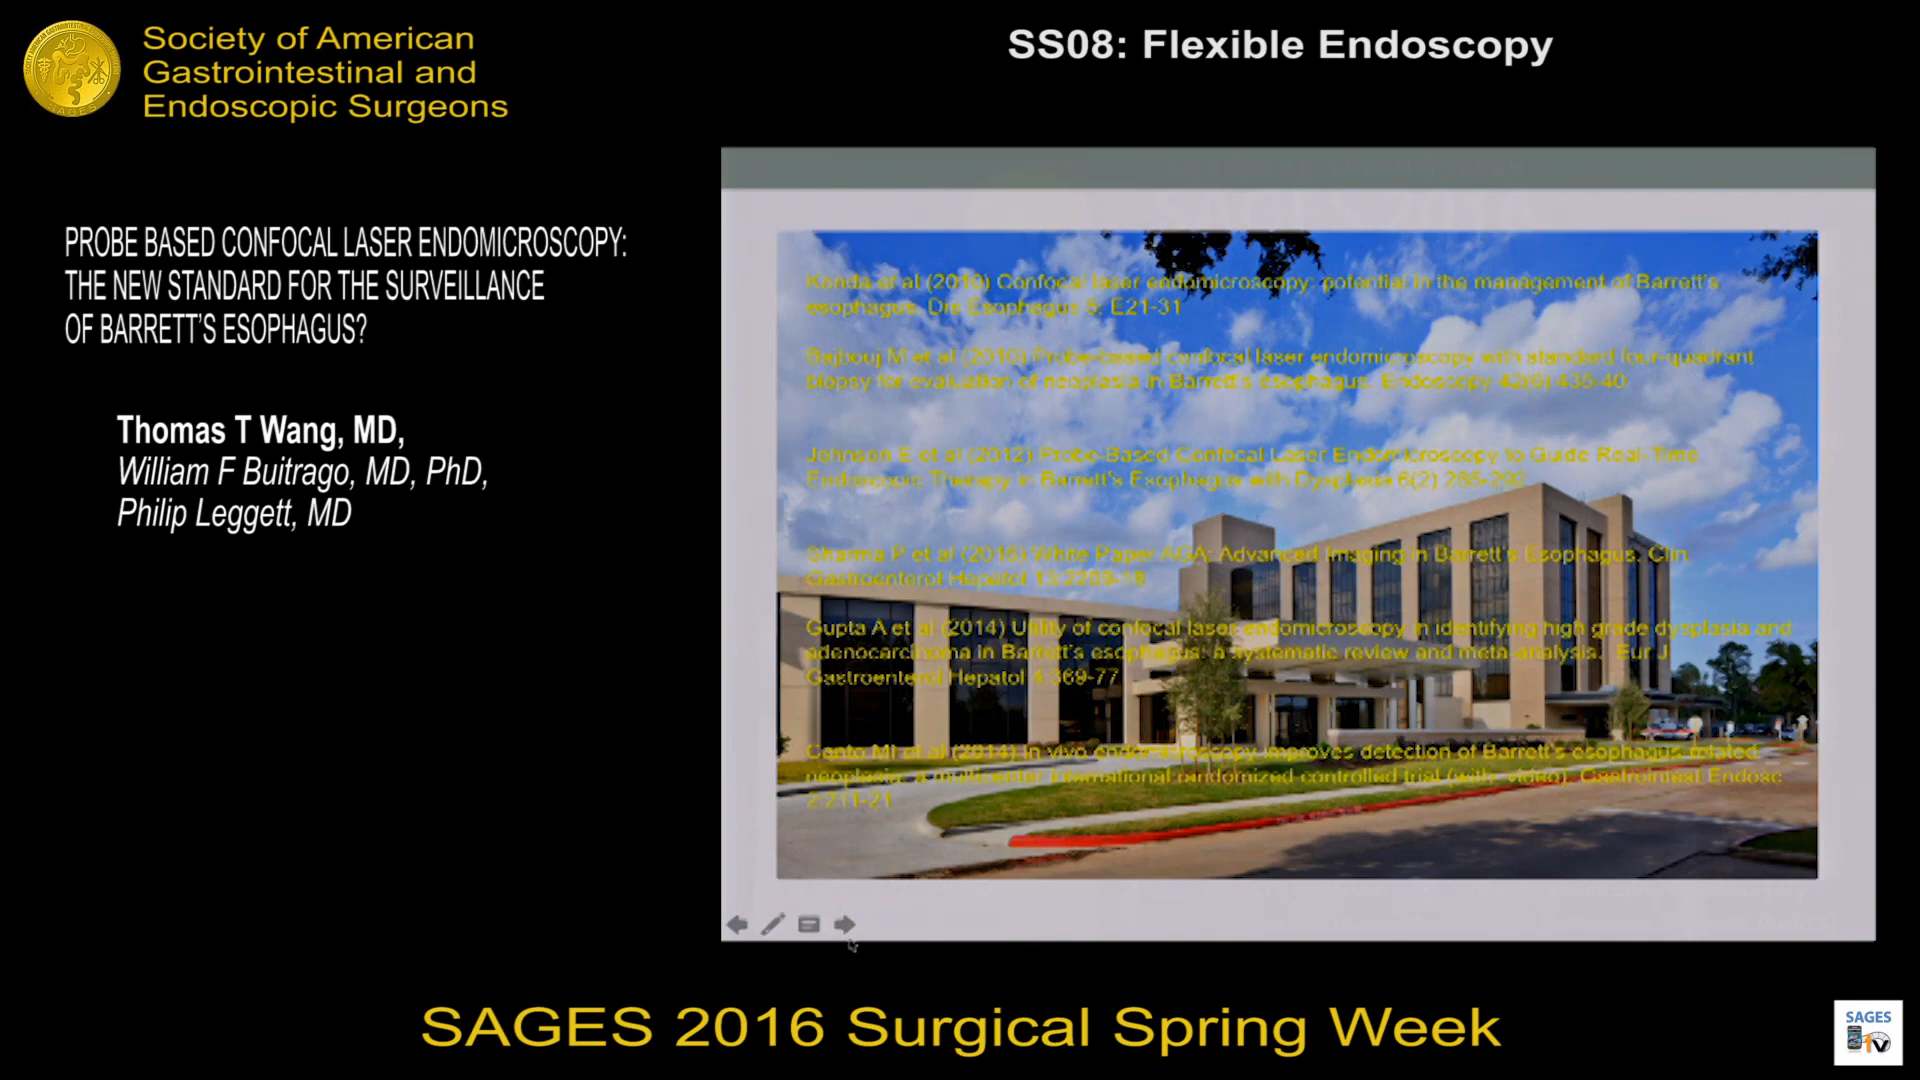 Society of American
Gastrointestinal and
Endoscopic Surgeons
SS08: Flexible Endoscopy
PROBE BASED CONFOCAL LASER ENDOMICROSCOPY:
THE NEW STANDARD FOR THE SURVEILLANCE
OF BARRETT'S ESOPHAGUS?
Thomas T Wang, MD,
William F Buitrago, MD, PhD,
Philip Leggett, MD
et al (2010) Confocal laser endomicroscopy: potential in the management of Barrett's
esophagus. Dis Esophagus 5: E21-31
Bajbouj M et al (2010) Probe-based confocal laser endomicroscopy with standard four-quadrant
biopsy for evaluation of neoplasia in Barrett's esophagus. Endoscopy 42(6) 435-40
Johnson E et al (2012) Probe-Based Confocal Laser Endomicroscopy to Guide Real-Time
Endoscopic Therapy in Barrett's Esophagus with Dysplasia 6(2) 285-292
Sharma P et al White Paper AGA: Advanced Imaging in Barrett's Esophagus. Clin
Gastroenterol Hepatol
Gupta A et al (2014) Utility of confocal laser endomicroscopy in identifying high grade dysplasia and
adenocarcinoma in Barrett's esophagus: a systematic review and meta-analysis. Eur J
Gastroenterol Hepatol 4:369-77
Canto MI et al (2014) In vivo endomicroscopy improves detection of Barrett's esophagus-related
neoplasia: a multicenter international randomized controlled trial (with video). Gastrointest Endosc
2:211-21
SAGES 2016 Surgical Spring Week
SAGES
TV